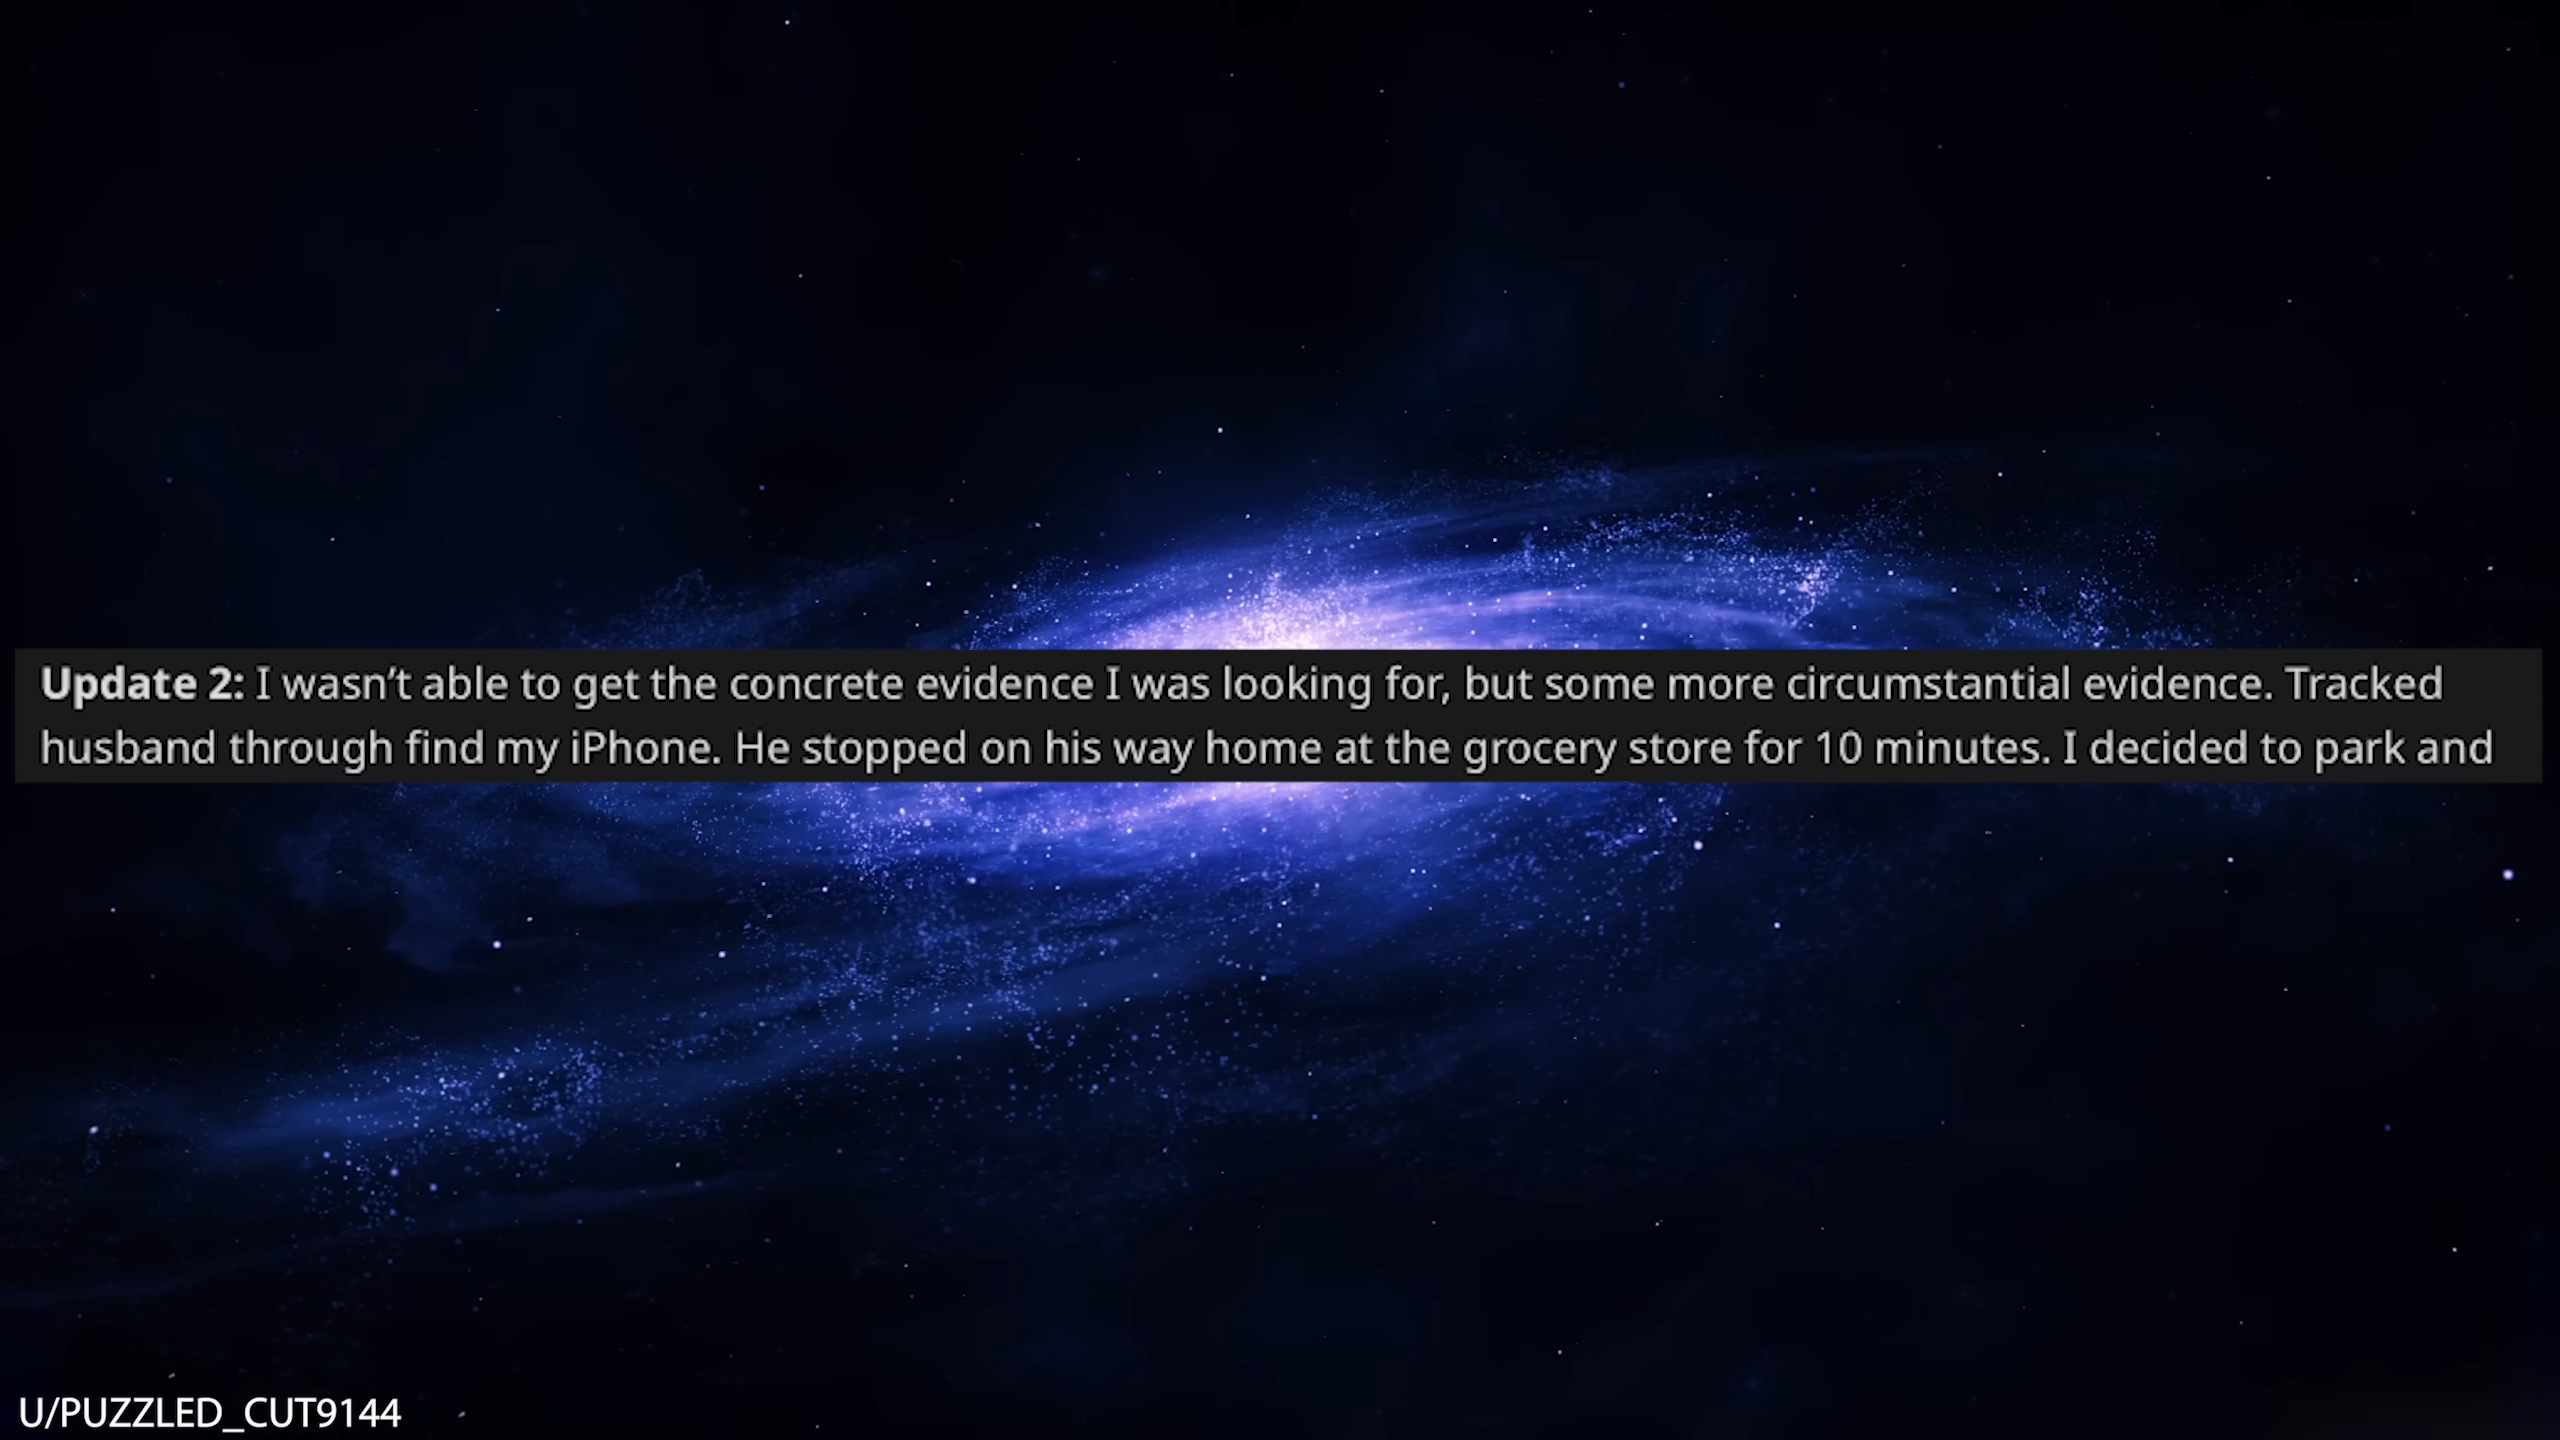 Update 2: I wasn’t able to get the concrete evidence I was looking for, but some more circumstantial evidence. Tracked
husband through find my iPhone. He stopped on his way home at the grocery store for 10 minutes. I decided to park and
U/PUZZLED_CUT9144